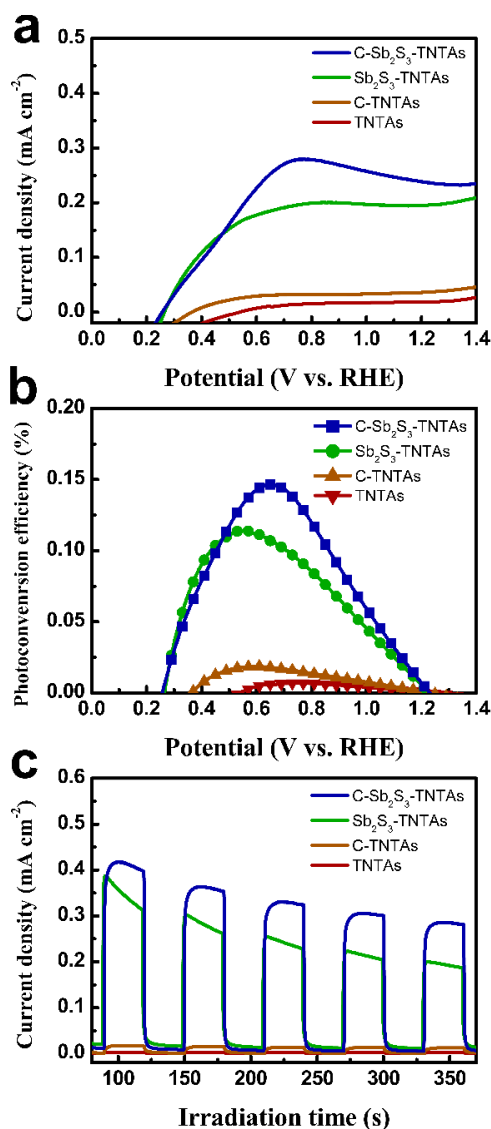 a
0.5
0.4
0.3
0.2
0.1
0.0
Current density (mA cm⁻²)
C-Sb₂S₃-TNTAs
Sb₂S₃-TNTAs
C-TNTAs
TNTAs
0.0 0.2 0.4 0.6 0.8 1.0 1.2 1.4
Potential (V vs. RHE)
b
0.20
0.15
0.10
0.05
0.00
Photoconvenrsion efficiency (%)
C-Sb₂S₃-TNTAs
Sb₂S₃-TNTAs
C-TNTAs
TNTAs
0.0 0.2 0.4 0.6 0.8 1.0 1.2 1.4
Potential (V vs. RHE)
c
0.6
0.5
0.4
0.3
0.2
0.1
0.0
Current density (mA cm⁻²)
C-Sb₂S₃-TNTAs
Sb₂S₃-TNTAs
C-TNTAs
TNTAs
100 150 200 250 300 350
Irradiation time (s)